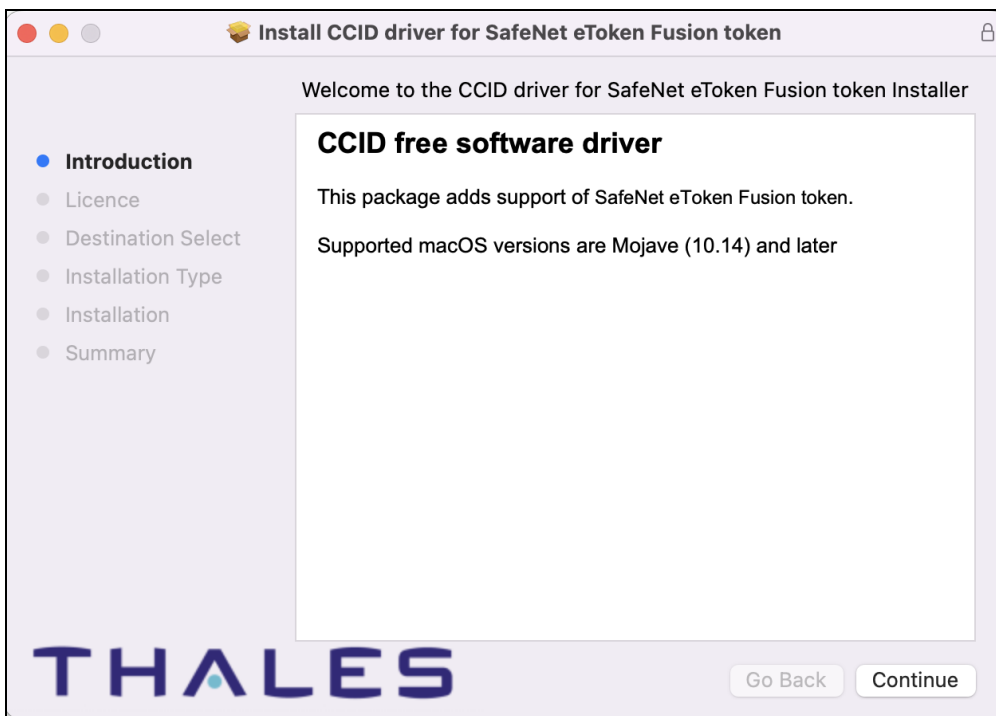 Install CCID driver for SafeNet eToken Fusion token
Welcome to the CCID driver for SafeNet eToken Fusion token Installer
Introduction
Licence
Destination Select
Installation Type
Installation
Summary
CCID free software driver
This package adds support of SafeNet eToken Fusion token.
Supported macOS versions are Mojave (10.14) and later
THALES
Go Back
Continue